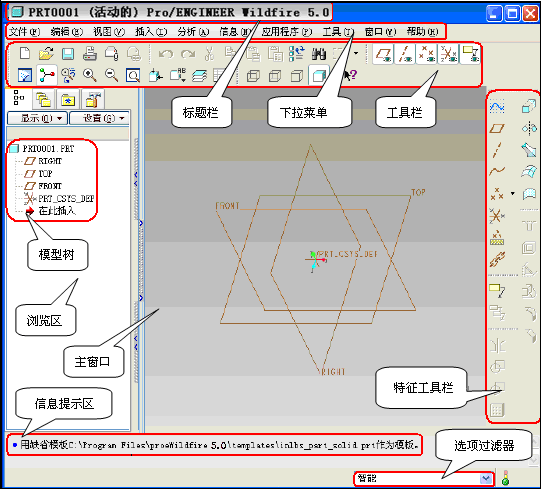 PRT0001 (活动的) Pro/ENGINEER Wildfire 5.0
文件(F) 编辑(E) 视图(V) 插入(I) 分析(A) 信息(N) 应用程序(P) 工具(T) 窗口(W) 帮助(H)
标题栏
下拉菜单
工具栏
显示(O) 设置(G)
PRT0001.PRT
RIGHT
TOP
FRONT
PRT_CSYS_DEF
在此插入
模型树
浏览区
主窗口
信息提示区
FRONT
TOP
PRT_CSYS_DEF
RIGHT
特征工具栏
用缺省模板C:\Program Files\proeWildfire 5.0\templates\inlbs_part_solid.prt作为模板。
选项过滤器
智能